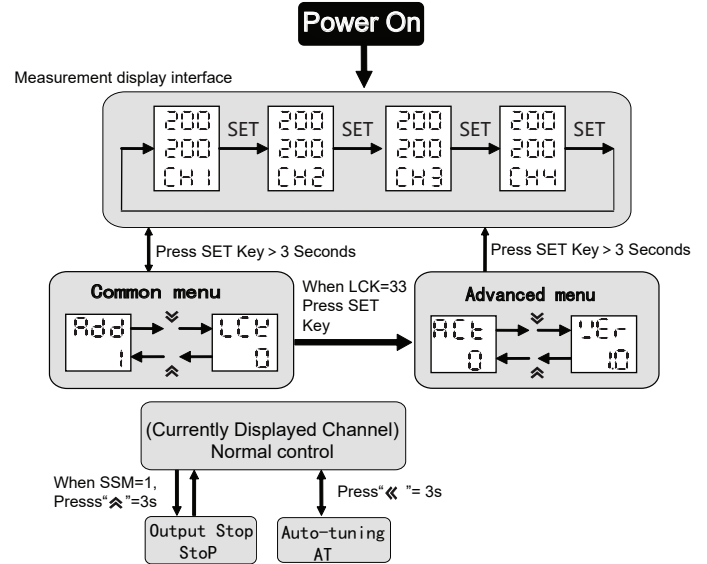 Power On
Measurement display interface
200 200 200 200
SET SET SET SET
200 200 200 200
CH1 CH2 CH3 CH4
Press SET Key > 3 Seconds
Press SET Key > 3 Seconds
Common menu
Add LCK
1 0
When LCK=33
Press SET
Key
Advanced menu
ACt VEr
0 1.0
(Currently Displayed Channel)
Normal control
When SSM=1,
Presss“︽”=3s
Press“《 ”= 3s
Output Stop
StoP
Auto-tuning
AT